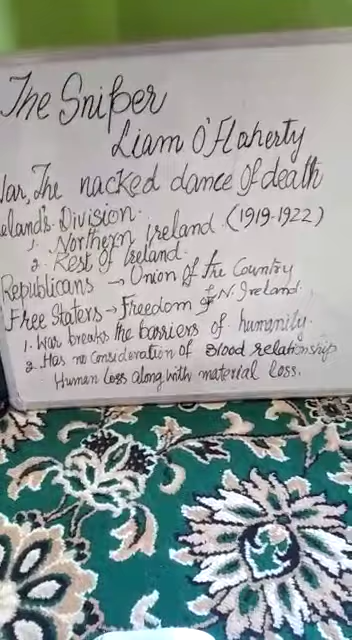 The Sniper
Liam O'Flaherty
War, The nacked dance of death
elands Division.
1. Northern Ireland (1919-1922)
2. Rest of Ireland.
Republicans → Union of the Country
Free Staters → Freedom of N. Ireland.
1. War breaks the barriers of humanity.
2. Has no Consideration of Blood relationship
Human Loss along with material loss.